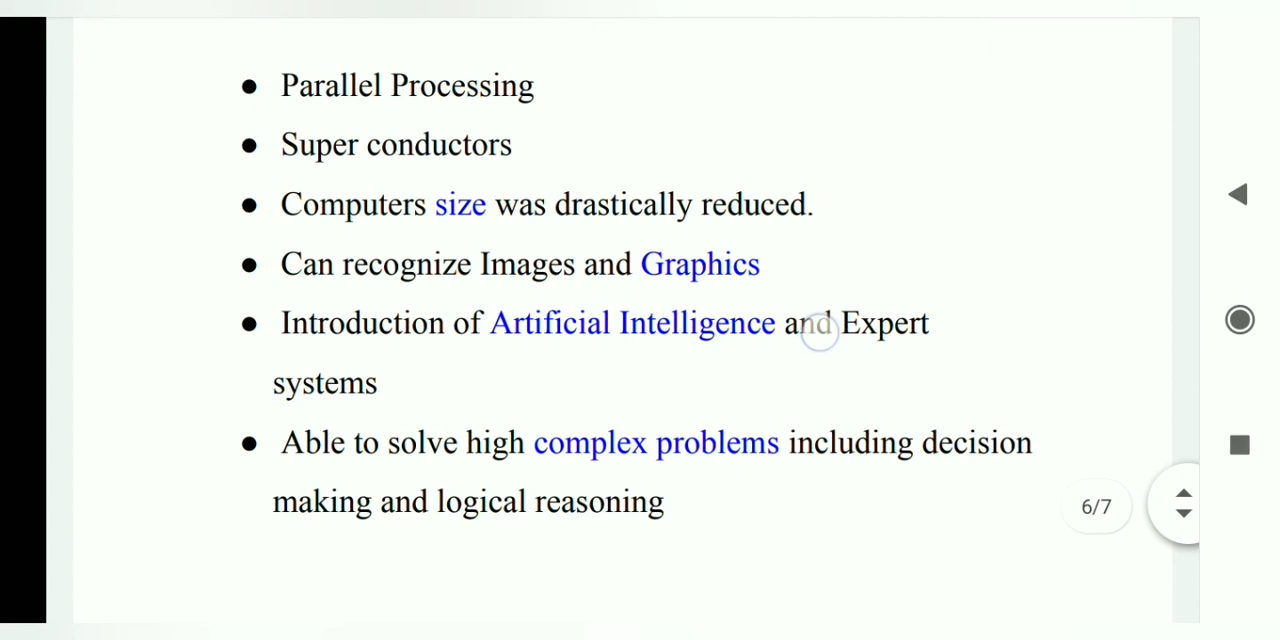 ● Parallel Processing
● Super conductors
● Computers size was drastically reduced.
● Can recognize Images and Graphics
● Introduction of Artificial Intelligence and Expert
systems
● Able to solve high complex problems including decision
making and logical reasoning
6/7